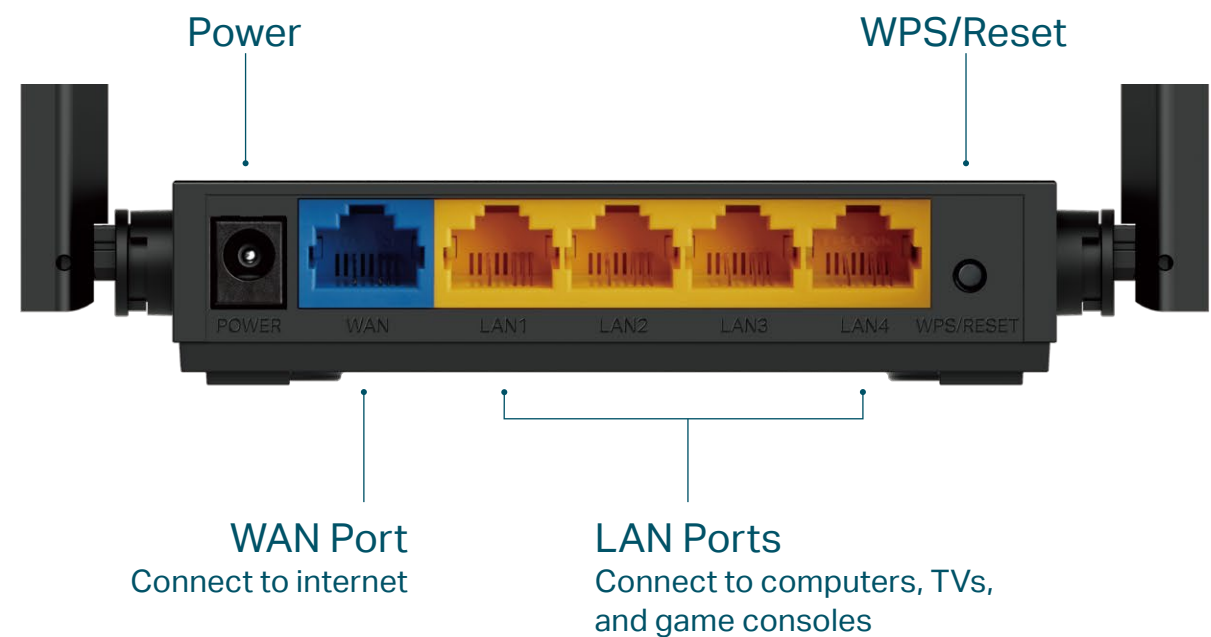 Power
WPS/Reset
POWER
WAN
LAN1
LAN2
LAN3
LAN4
WPS/RESET
WAN Port
Connect to internet
LAN Ports
Connect to computers, TVs,
and game consoles